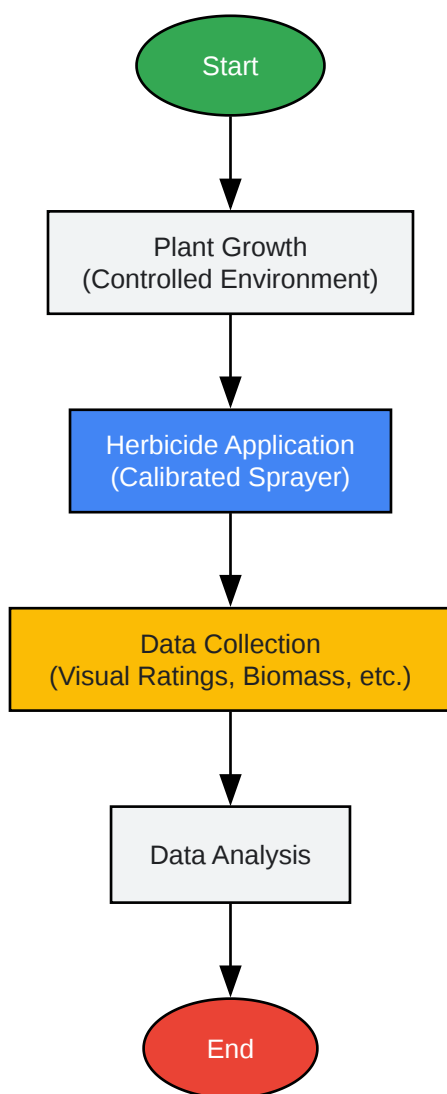 Start
Plant Growth
(Controlled Environment)
Herbicide Application
(Calibrated Sprayer)
Data Collection
(Visual Ratings, Biomass, etc.)
Data Analysis
End